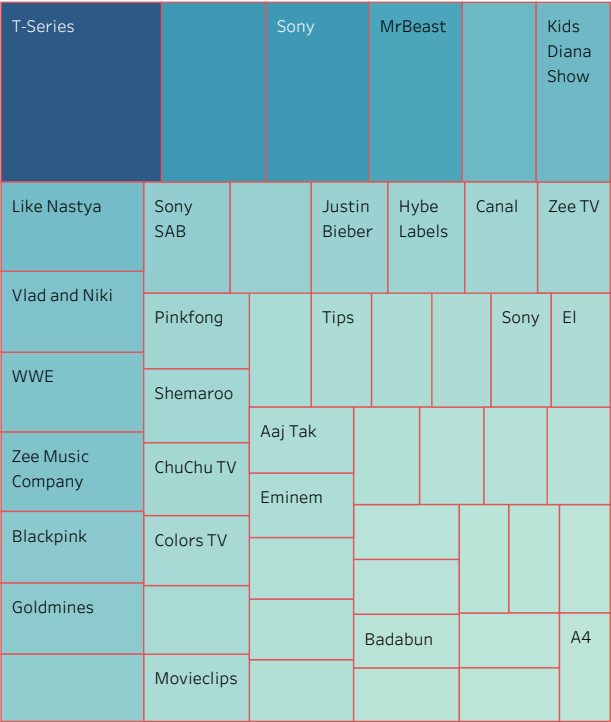 T-Series
Sony
MrBeast
Kids
Diana
Show
Like Nastya
Sony
SAB
Justin
Bieber
Hybe
Labels
Canal
Zee TV
Vlad and Niki
Pinkfong
Tips
Sony
El
WWE
Shemaroo
Aaj Tak
Zee Music
Company
ChuChu TV
Eminem
Blackpink
Colors TV
Goldmines
Badabun
A4
Movieclips